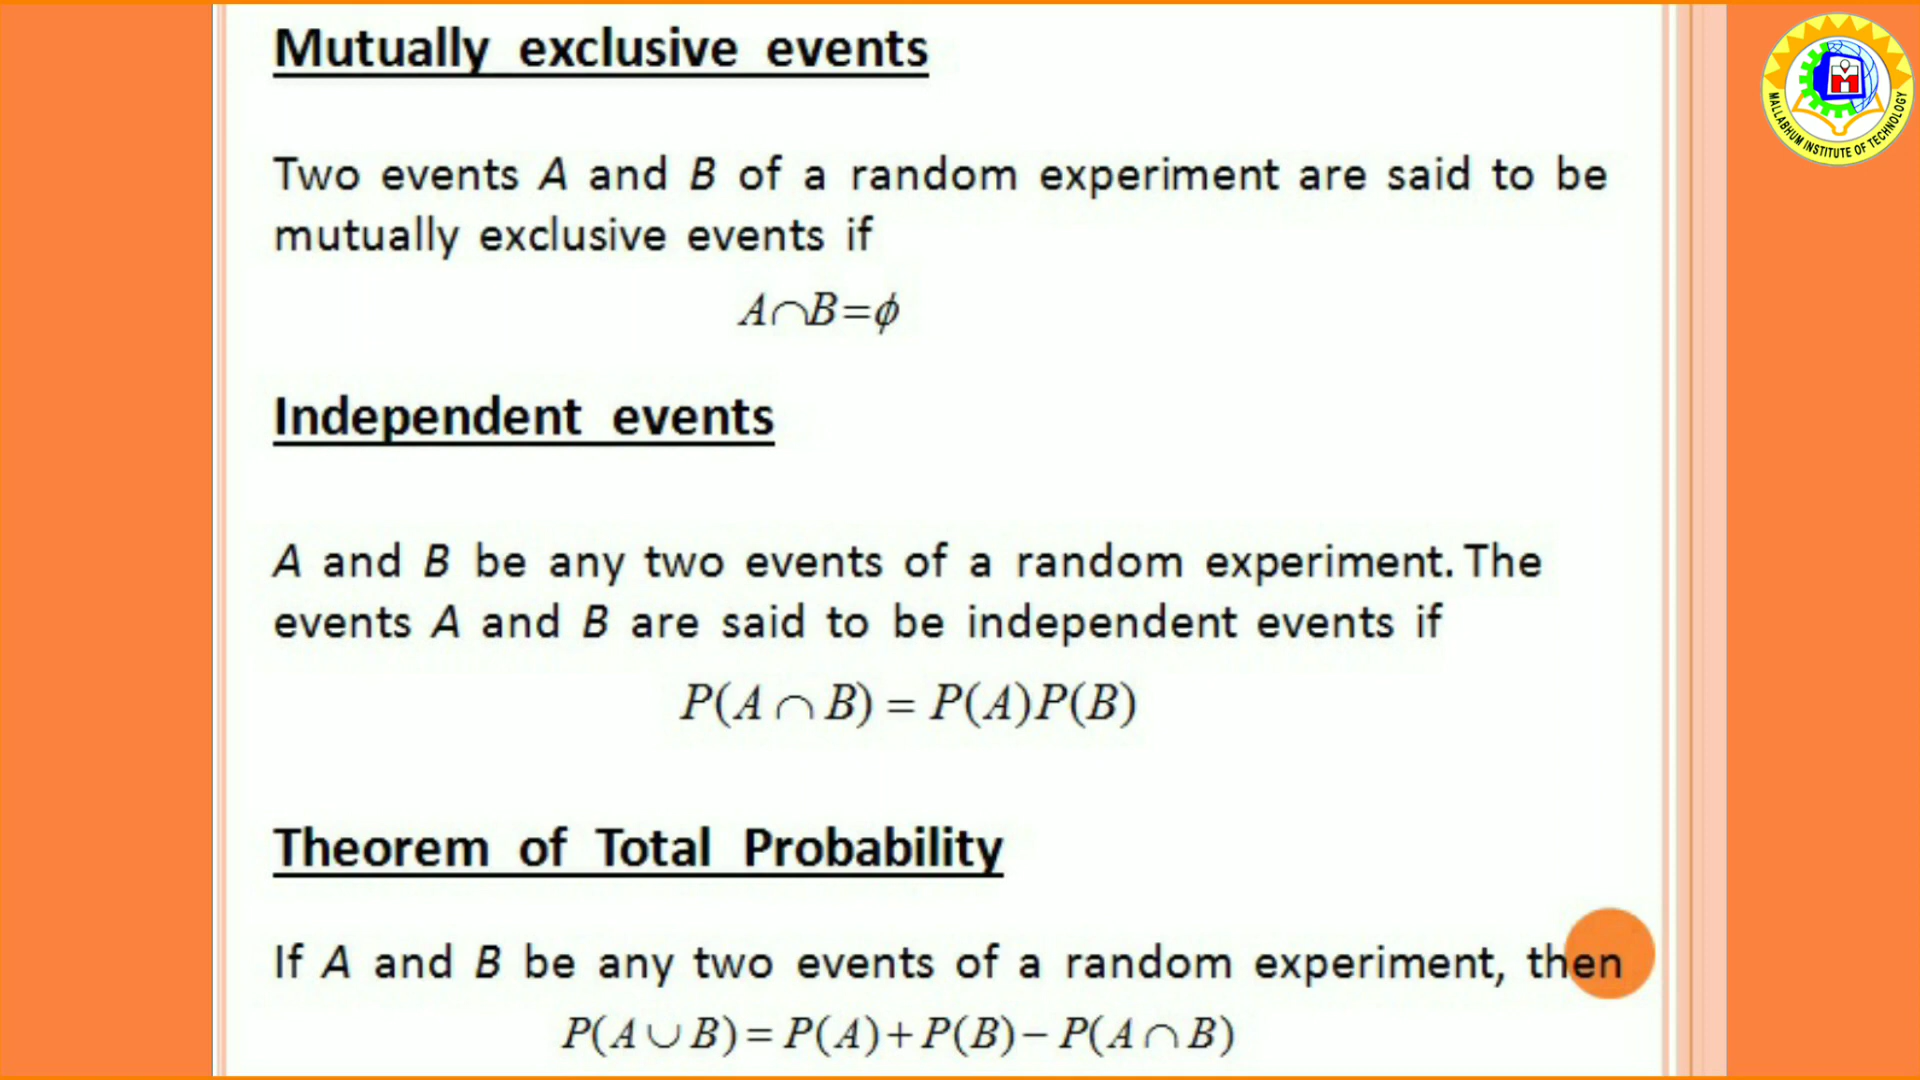 Mutually exclusive events
MALLABHUM INSTITUTE OF TECHNOLOGY
Two events A and B of a random experiment are said to be
mutually exclusive events if
A∩B=ϕ
Independent events
A and B be any two events of a random experiment. The
events A and B are said to be independent events if
P(A ∩ B) = P(A)P(B)
Theorem of Total Probability
If A and B be any two events of a random experiment, then
P(A ∪ B) = P(A)+P(B)− P(A ∩ B)